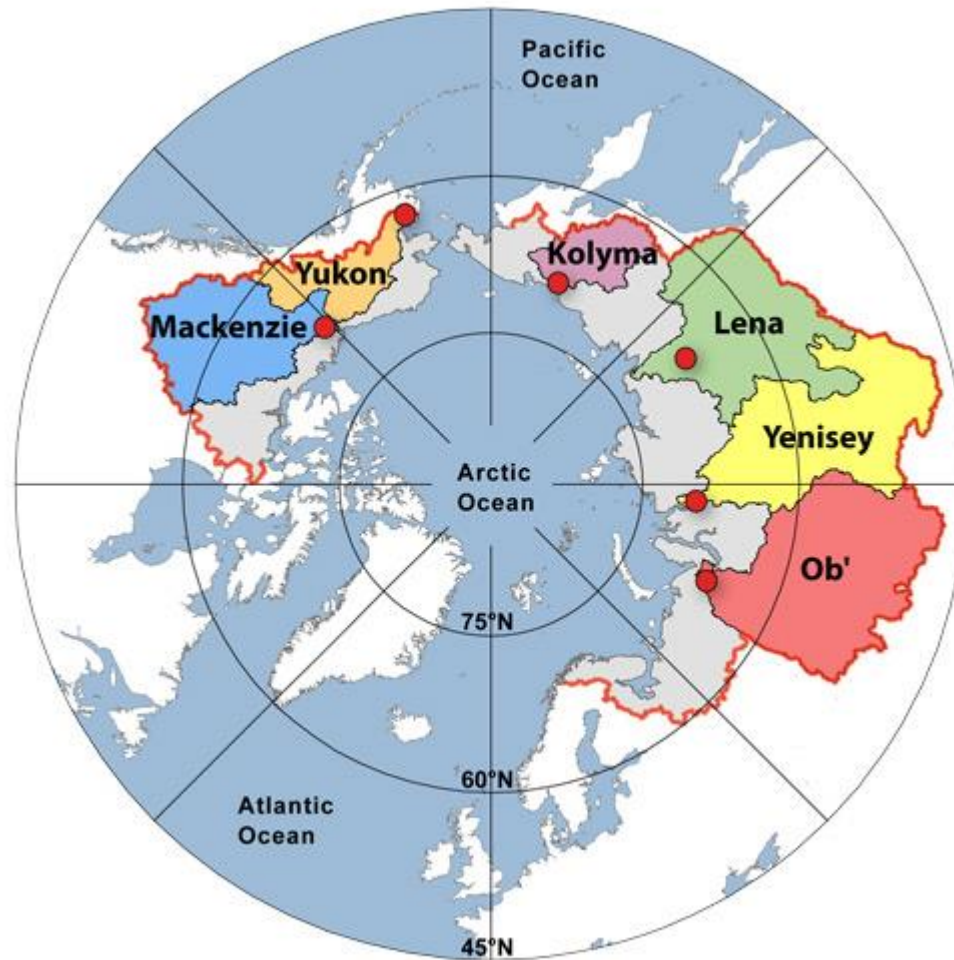 Pacific
Ocean
Kolyma
Yukon
Mackenzie
Lena
Yenisey
Arctic
Ocean
Ob'
75°N
60°N
Atlantic
Ocean
45°N